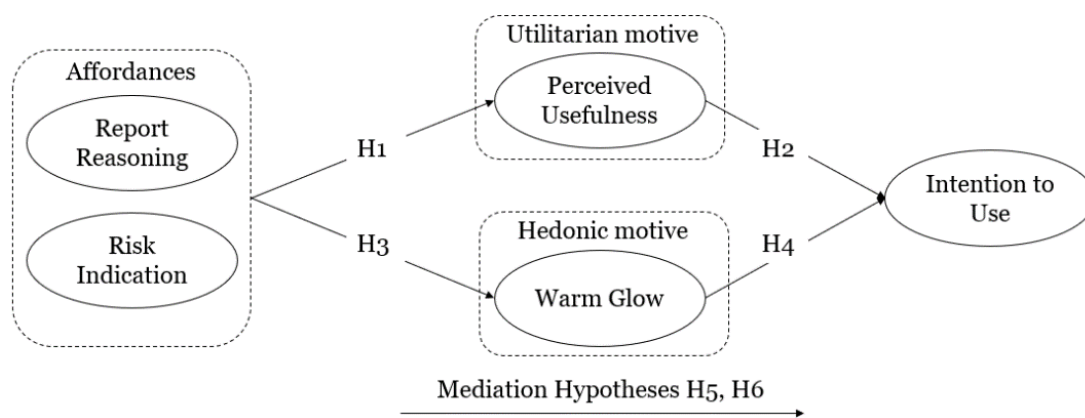 Affordances
Report
Reasoning
Risk
Indication
H1
H3
Utilitarian motive
Perceived
Usefulness
Hedonic motive
Warm Glow
H2
H4
Intention to
Use
Mediation Hypotheses H5, H6